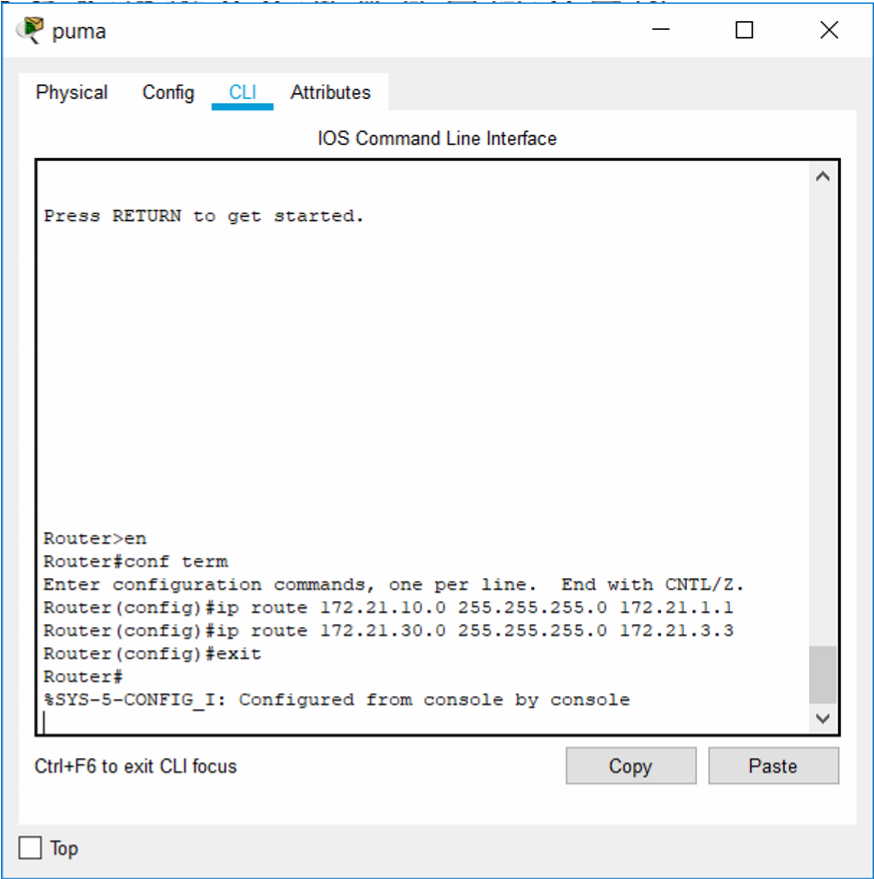 puma
Physical Config CLI Attributes
IOS Command Line Interface
Press RETURN to get started.
Router>en
Router#conf term
Enter configuration commands, one per line.  End with CNTL/Z.
Router(config)#ip route 172.21.10.0 255.255.255.0 172.21.1.1
Router(config)#ip route 172.21.30.0 255.255.255.0 172.21.3.3
Router(config)#exit
Router#
%SYS-5-CONFIG_I: Configured from console by console
Ctrl+F6 to exit CLI focus
Copy
Paste
Top